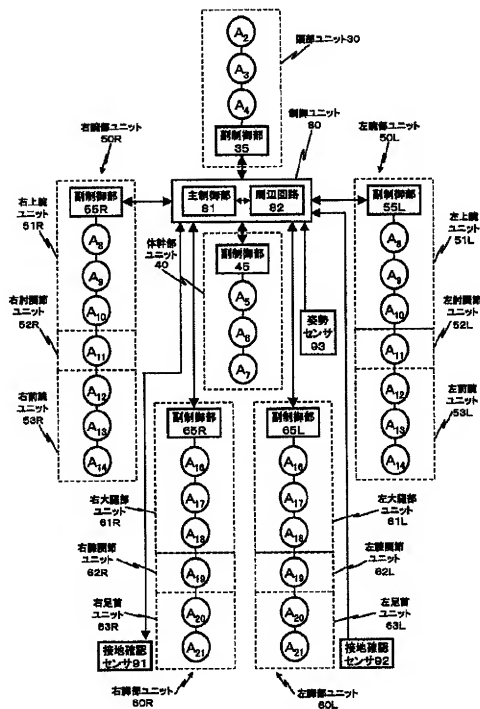 頭部ユニット30
A2
A3
A4
副制御部
35
制御ユニット
80
主制御部
81
周辺回路
82
右腕部ユニット
50R
副制御部
55R
右上腕
ユニット
51R
A8
A9
A10
右肘関節
ユニット
52R
A11
右前腕
ユニット
53R
A12
A13
A14
体幹部
ユニット
40
副制御部
45
A5
A6
A7
姿勢
センサ
93
左腕部ユニット
50L
副制御部
55L
左上腕
ユニット
51L
A8
A9
A10
左肘関節
ユニット
52L
A11
左前腕
ユニット
53L
A12
A13
A14
副制御部
65R
右大腿部
ユニット
61R
A16
A17
A18
右膝関節
ユニット
62R
A19
右足首
ユニット
63R
A20
A21
接地確認
センサ91
右脚部ユニット
60R
副制御部
65L
左大腿部
ユニット
61L
A16
A17
A18
左膝関節
ユニット
62L
A19
左足首
ユニット
63L
A20
A21
接地確認
センサ92
左脚部ユニット
60L